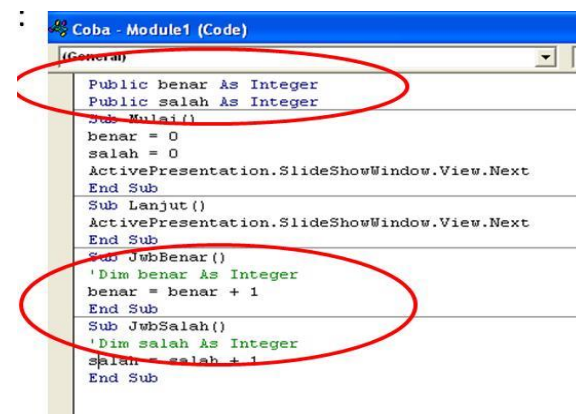 :
Coba - Module1 (Code)
(General)
Public benar As Integer
Public salah As Integer
Sub Mulai()
benar = 0
salah = 0
ActivePresentation.SlideShowWindow.View.Next
End Sub
Sub Lanjut()
ActivePresentation.SlideShowWindow.View.Next
End Sub
Sub JwbBenar()
'Dim benar As Integer
benar = benar + 1
End Sub
Sub JwbSalah()
'Dim salah As Integer
salah = salah + 1
End Sub